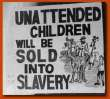 UNATTENDED
CHILDREN
WILL BE
SOLD
INTO
SLAVERY